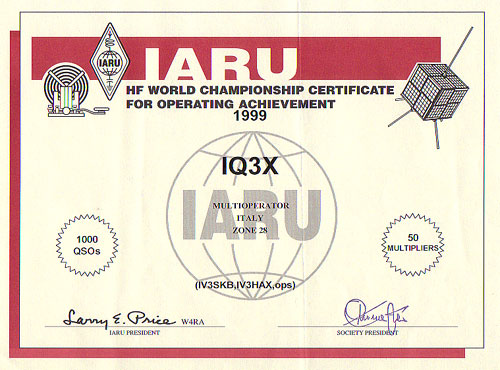 IARU
IARU
HF WORLD CHAMPIONSHIP CERTIFICATE
FOR OPERATING ACHIEVEMENT
1999
IQ3X
IARU
MULTIOPERATOR
ITALY
ZONE 28
1000
QSOs
50
MULTIPLIERS
(IV3SKB,IV3HAX,ops)
Larry E. Price W4RA
IARU PRESIDENT
SOCIETY PRESIDENT